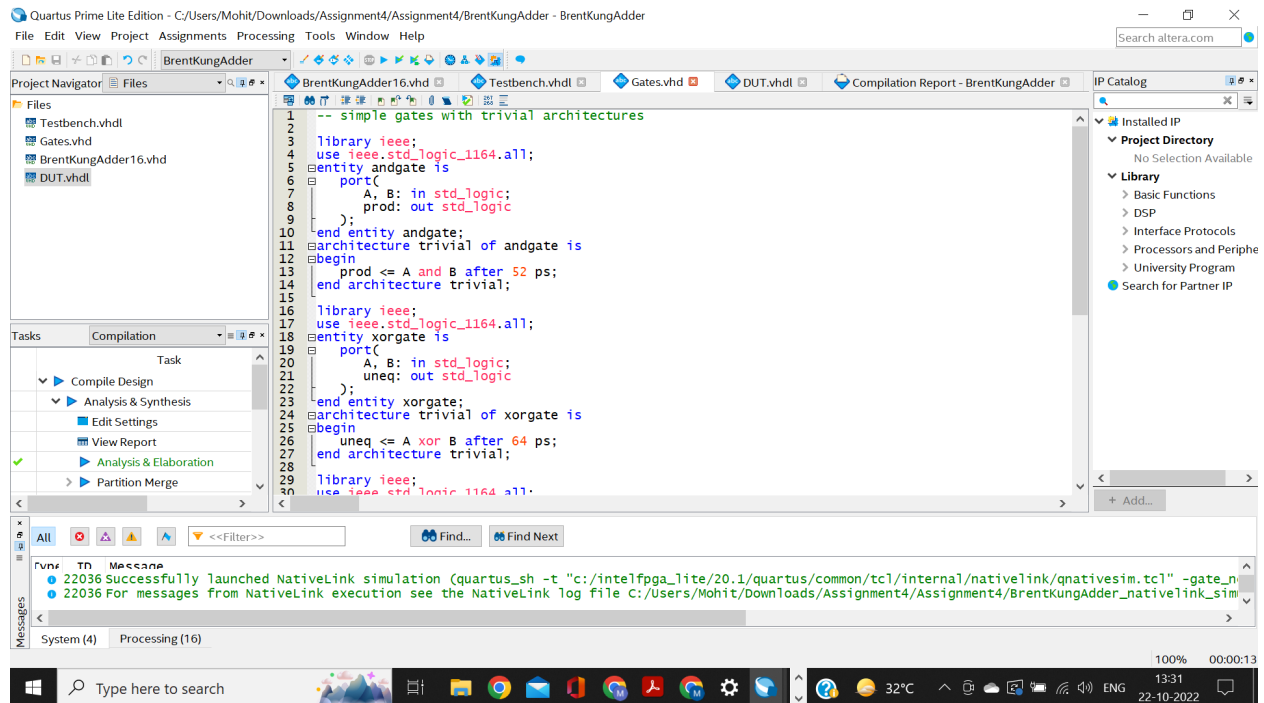 Quartus Prime Lite Edition - C:/Users/Mohit/Downloads/Assignment4/Assignment4/BrentKungAdder - BrentKungAdder
File Edit View Project Assignments Processing Tools Window Help
Search altera.com
BrentKungAdder
Project Navigator Files
Files
Testbench.vhdl
Gates.vhd
BrentKungAdder16.vhd
DUT.vhdl
Tasks Compilation
Task
Compile Design
Analysis & Synthesis
Edit Settings
View Report
Analysis & Elaboration
Partition Merge
BrentKungAdder16.vhd Testbench.vhdl Gates.vhd DUT.vhdl Compilation Report - BrentKungAdder
267
268
1 -- simple gates with trivial architectures
2
3 library ieee;
4 use ieee.std_logic_1164.all;
5 entity andgate is
6 port(
7 A, B: in std_logic;
8 prod: out std_logic
9 );
10 end entity andgate;
11 architecture trivial of andgate is
12 begin
13 prod <= A and B after 52 ps;
14 end architecture trivial;
15
16 library ieee;
17 use ieee.std_logic_1164.all;
18 entity xorgate is
19 port(
20 A, B: in std_logic;
21 uneq: out std_logic
22 );
23 end entity xorgate;
24 architecture trivial of xorgate is
25 begin
26 uneq <= A xor B after 64 ps;
27 end architecture trivial;
28
29 library ieee;
30 use ieee.std_logic_1164.all;
IP Catalog
Installed IP
Project Directory
No Selection Available
Library
Basic Functions
DSP
Interface Protocols
Processors and Periphe
University Program
Search for Partner IP
+ Add...
All <<Filter>> Find... Find Next
Type ID Message
22036 Successfully launched NativeLink simulation (quartus_sh -t "c:/intelfpga_lite/20.1/quartus/common/tcl/internal/nativelink/qnativesim.tcl" -gate_n
22036 For messages from NativeLink execution see the NativeLink log file C:/Users/Mohit/Downloads/Assignment4/Assignment4/BrentKungAdder_nativelink_sim
Messages
System (4) Processing (16)
100% 00:00:13
Type here to search
32°C ENG
13:31
22-10-2022